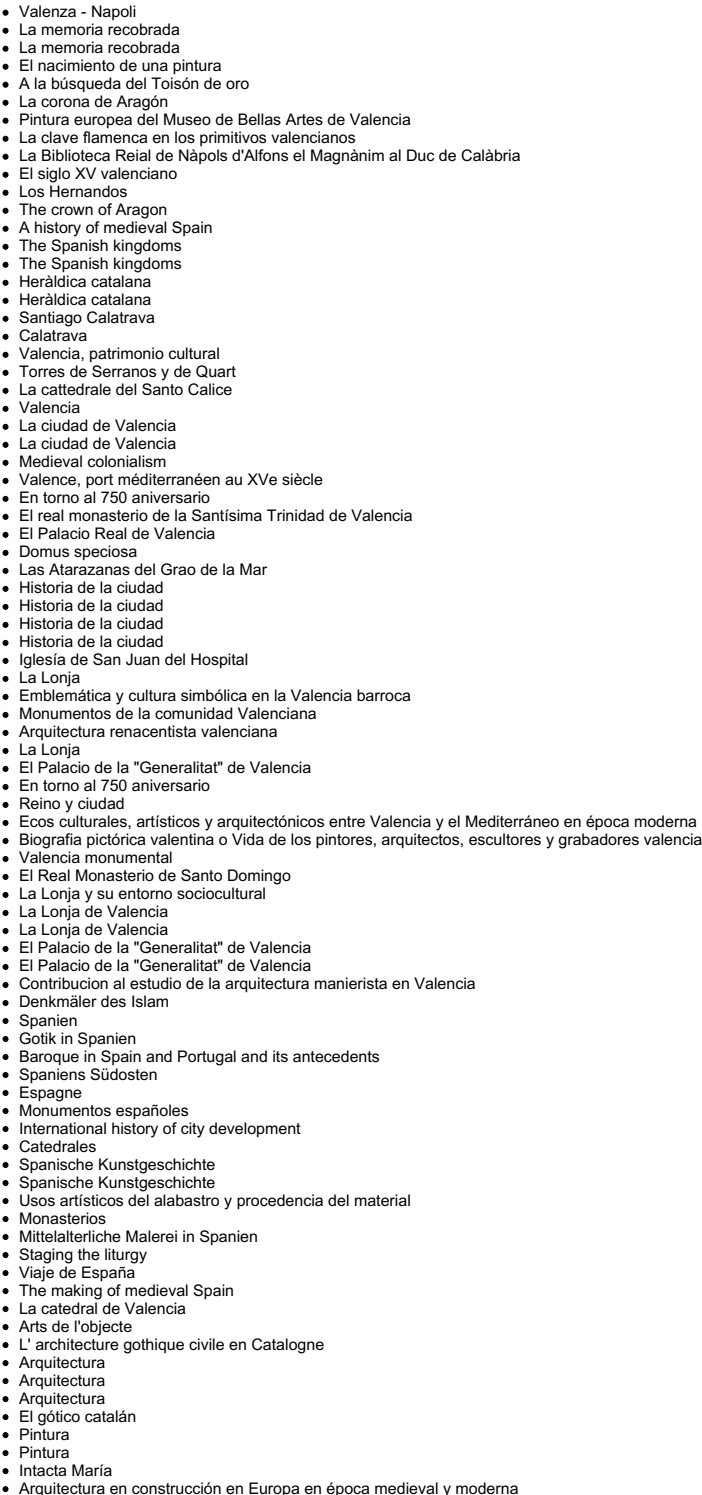 Valenza - Napoli
La memoria recobrada
La memoria recobrada
El nacimiento de una pintura
A la búsqueda del Toisón de oro
La corona de Aragón
Pintura europea del Museo de Bellas Artes de Valencia
La clave flamenca en los primitivos valencianos
La Biblioteca Reial de Nàpols d'Alfons el Magnànim al Duc de Calàbria
El siglo XV valenciano
Los Hernandos
The crown of Aragon
A history of medieval Spain
The Spanish kingdoms
The Spanish kingdoms
Heràldica catalana
Heràldica catalana
Santiago Calatrava
Calatrava
Valencia, patrimonio cultural
Torres de Serranos y de Quart
La cattedrale del Santo Calice
Valencia
La ciudad de Valencia
La ciudad de Valencia
Medieval colonialism
Valence, port méditerranéen au XVe siècle
En torno al 750 aniversario
El real monasterio de la Santísima Trinidad de Valencia
El Palacio Real de Valencia
Domus speciosa
Las Atarazanas del Grao de la Mar
Historia de la ciudad
Historia de la ciudad
Historia de la ciudad
Historia de la ciudad
Iglesía de San Juan del Hospital
La Lonja
Emblemática y cultura simbólica en la Valencia barroca
Monumentos de la comunidad Valenciana
Arquitectura renacentista valenciana
La Lonja
El Palacio de la "Generalitat" de Valencia
En torno al 750 aniversario
Reino y ciudad
Ecos culturales, artísticos y arquitectónicos entre Valencia y el Mediterráneo en época moderna
Biografia pictórica valentina o Vida de los pintores, arquitectos, escultores y grabadores valencia
Valencia monumental
El Real Monasterio de Santo Domingo
La Lonja y su entorno sociocultural
La Lonja de Valencia
La Lonja de Valencia
El Palacio de la "Generalitat" de Valencia
El Palacio de la "Generalitat" de Valencia
Contribucion al estudio de la arquitectura manierista en Valencia
Denkmäler des Islam
Spanien
Gotik in Spanien
Baroque in Spain and Portugal and its antecedents
Spaniens Südosten
Espagne
Monumentos españoles
International history of city development
Catedrales
Spanische Kunstgeschichte
Spanische Kunstgeschichte
Usos artísticos del alabastro y procedencia del material
Monasterios
Mittelalterliche Malerei in Spanien
Staging the liturgy
Viaje de España
The making of medieval Spain
La catedral de Valencia
Arts de l'objecte
L' architecture gothique civile en Catalogne
Arquitectura
Arquitectura
Arquitectura
El gótico catalán
Pintura
Pintura
Intacta María
Arquitectura en construcción en Europa en época medieval y moderna